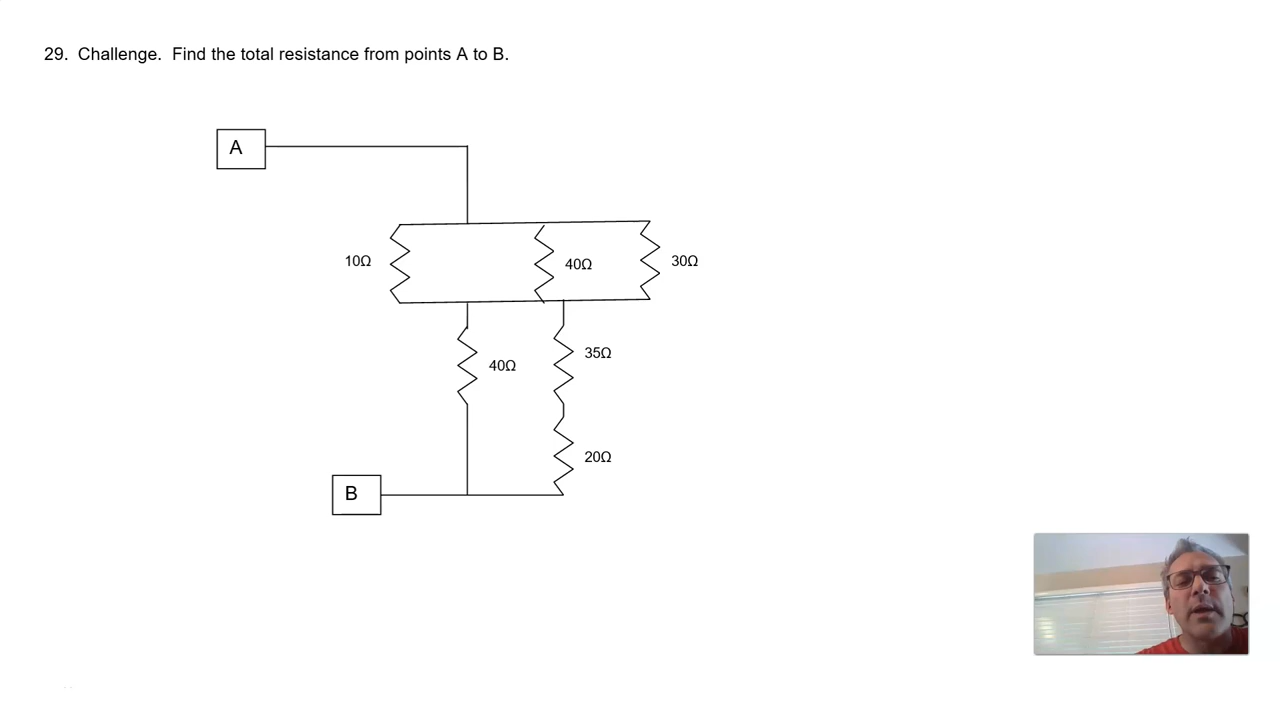 29. Challenge. Find the total resistance from points A to B.
A
10Ω
40Ω
30Ω
40Ω
35Ω
20Ω
B